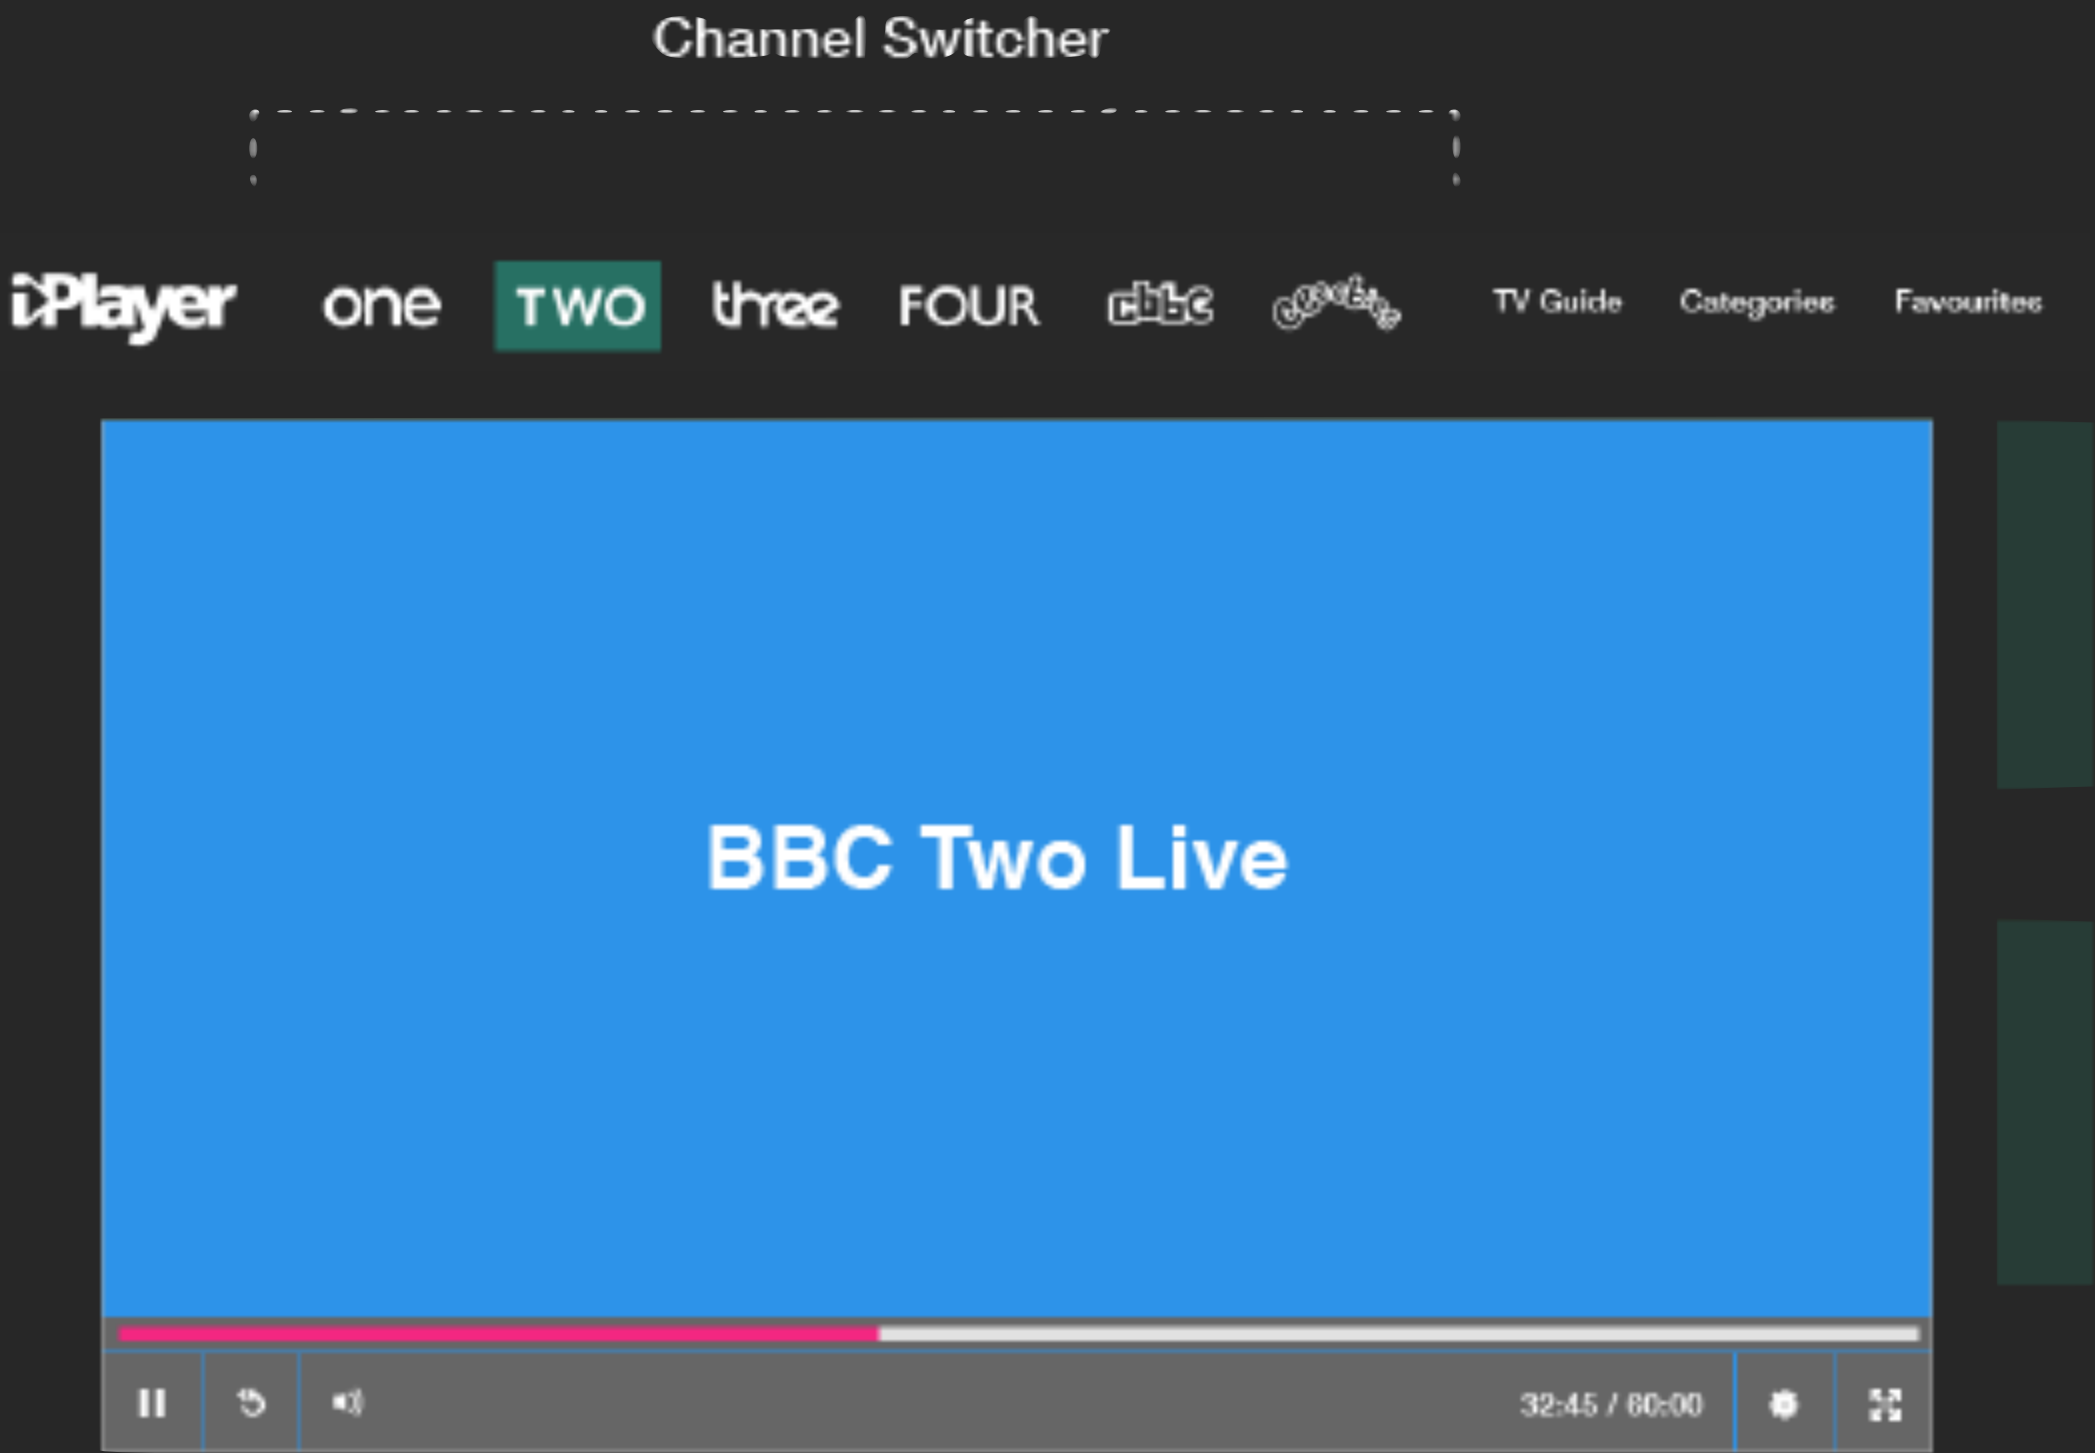 Channel Switcher
iPlayer one TWO three FOUR cbbc cbeebies TV Guide Categories Favourites
BBC Two Live
32:45 / 60:00